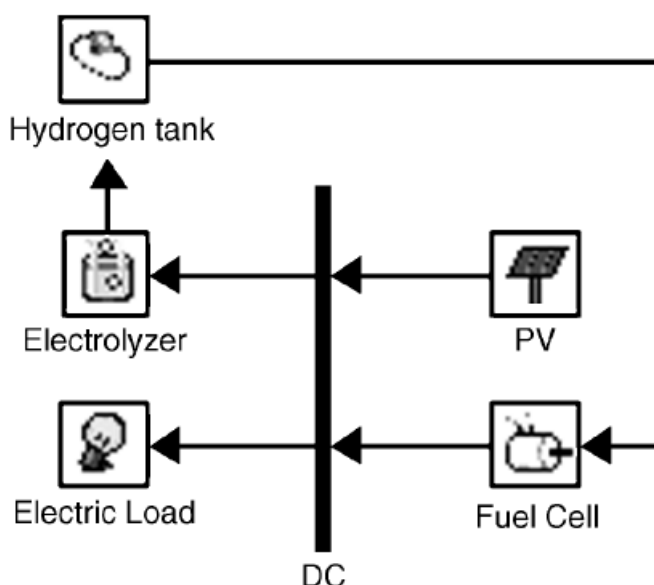 Hydrogen tank
Electrolyzer
PV
Electric Load
Fuel Cell
DC